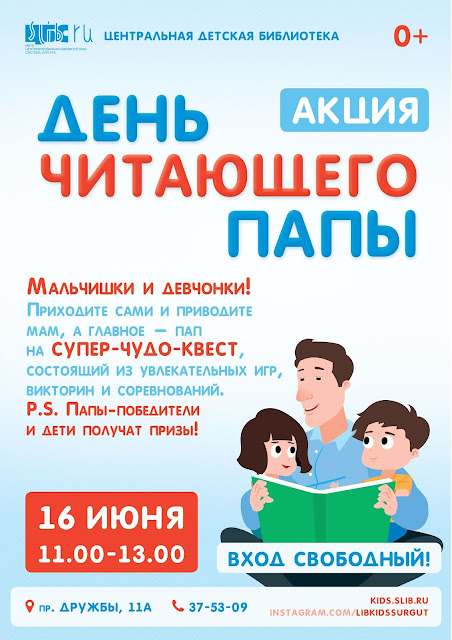 SLIBS ru
ЦЕНТРАЛЬНАЯ ДЕТСКАЯ БИБЛИОТЕКА
0+
АКЦИЯ
ДЕНЬ
ЧИТАЮЩЕГО
ПАПЫ
Мальчишки и девчонки!
Приходите сами и приводите
мам, а главное – пап
на СУПЕР-ЧУДО-КВЕСТ,
состоящий из увлекательных игр,
викторин и соревнований.
P.S. Папы-победители
и дети получат призы!
16 ИЮНЯ
11.00-13.00
ВХОД СВОБОДНЫЙ!
пр. ДРУЖБЫ, 11А
37-53-09
KIDS.SLIB.RU
INSTAGRAM.COM/LIBKIDSSURGUT